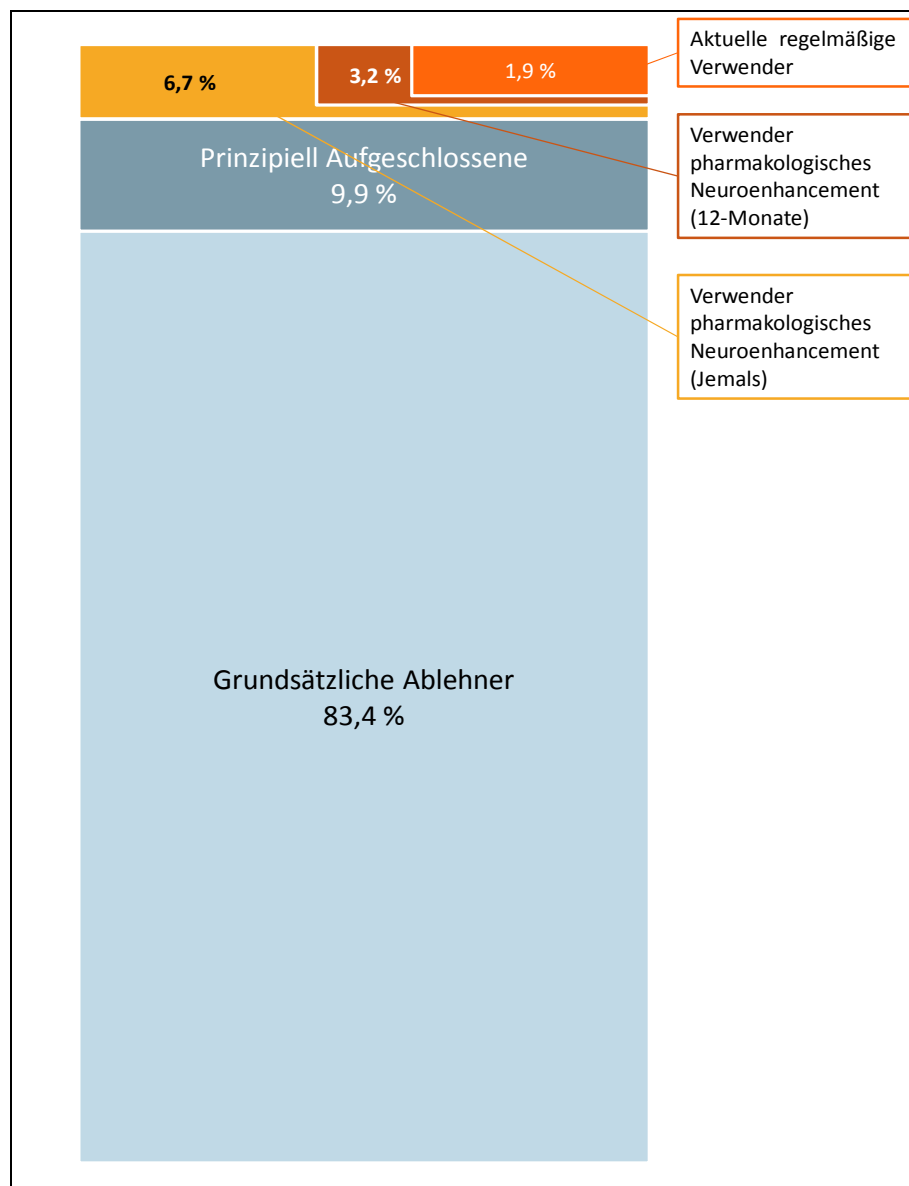 6,7 %
3,2 %
1,9 %
Aktuelle regelmäßige
Verwender
Verwender
pharmakologisches
Neuroenhancement
(12-Monate)
Prinzipiell Aufgeschlossene
9,9 %
Verwender
pharmakologisches
Neuroenhancement
(Jemals)
Grundsätzliche Ablehner
83,4 %